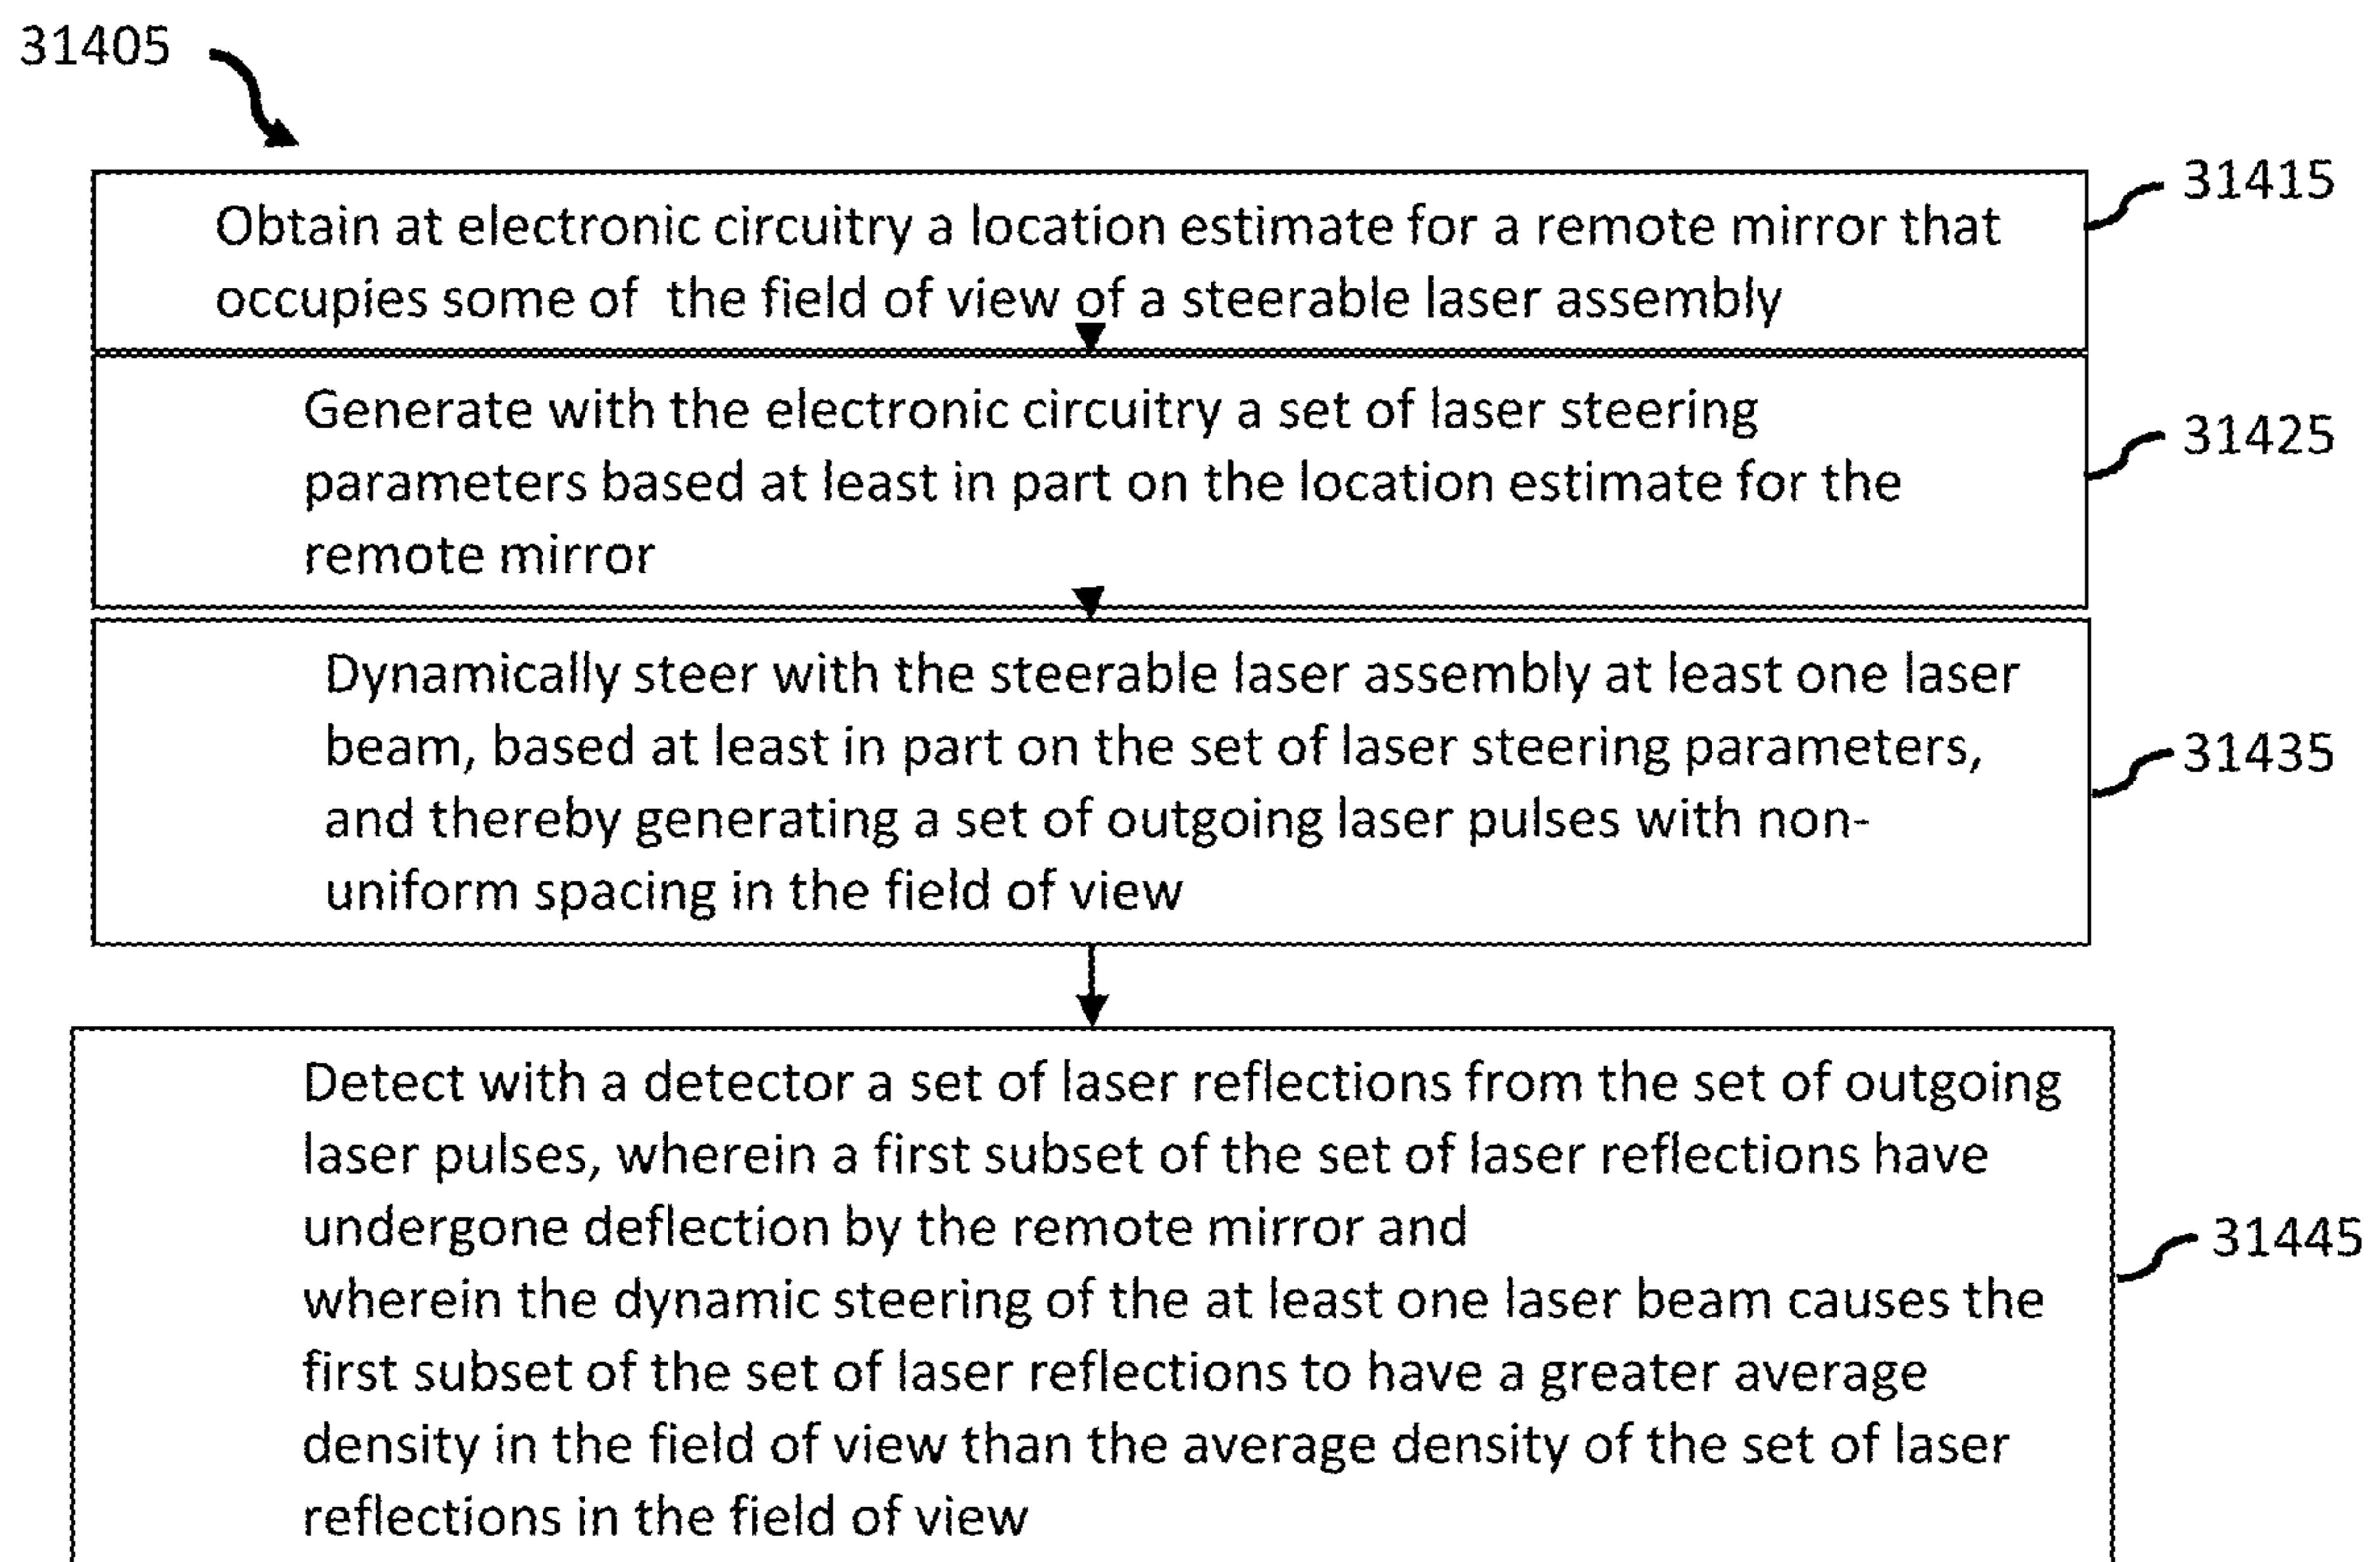 31405
31415
Obtain at electronic circuitry a location estimate for a remote mirror that
occupies some of the field of view of a steerable laser assembly
Generate with the electronic circuitry a set of laser steering
31425
parameters based at least in part on the location estimate for the
remote mirror
Dynamically steer with the steerable laser assembly at least one laser
beam, based at least in part on the set of laser steering parameters,
31435
and thereby generating a set of outgoing laser pulses with non-
uniform spacing in the field of view
Detect with a detector a set of laser reflections from the set of outgoing
laser pulses, wherein a first subset of the set of laser reflections have
undergone deflection by the remote mirror and
31445
wherein the dynamic steering of the at least one laser beam causes the
first subset of the set of laser reflections to have a greater average
density in the field of view than the average density of the set of laser
reflections in the field of view